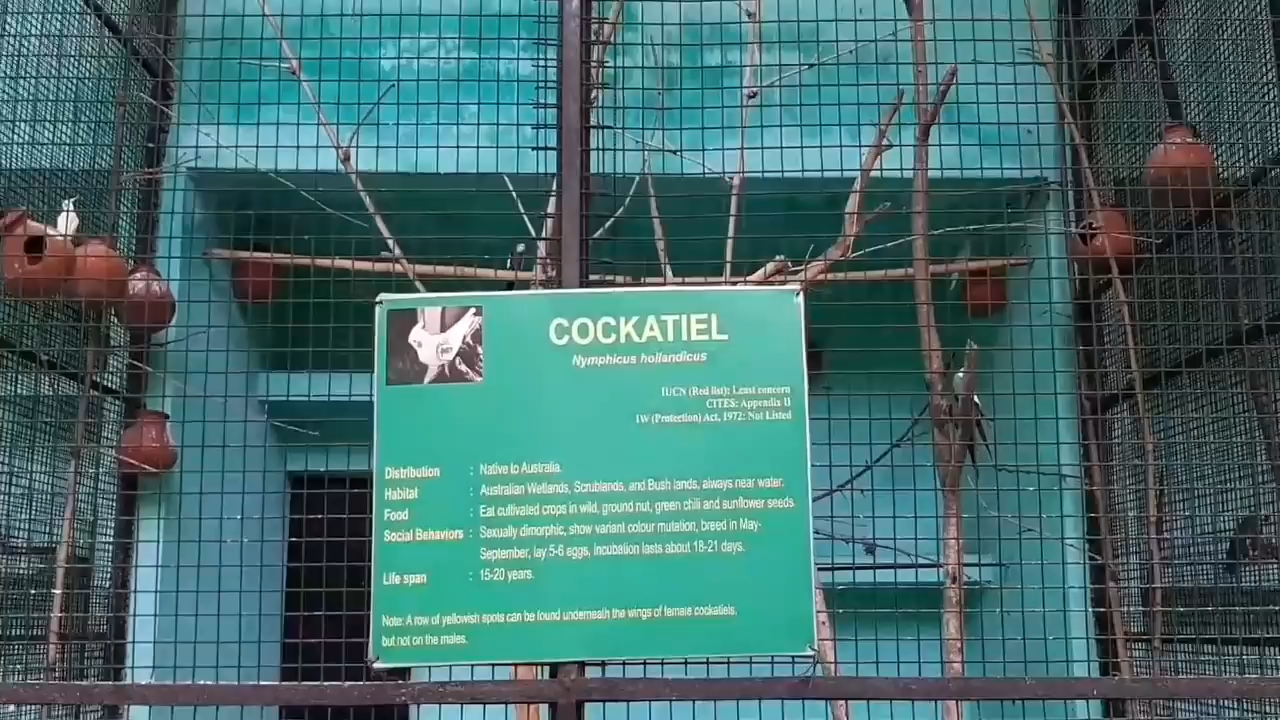 COCKATIEL
Nymphicus hollandicus
IUCN (Red list): Least concern
CITES: Appendix II
IW (Protection) Act, 1972: Not Listed
Distribution : Native to Australia.
Habitat : Australian Wetlands, Scrublands, and Bush lands, always near water.
Food : Eat cultivated crops in wild, ground nut, green chili and sunflower seeds.
Social Behaviors : Sexually dimorphic, show variant colour mutation, breed in May-
September, lay 5-6 eggs, incubation lasts about 18-21 days.
Life span : 15-20 years.
Note: A row of yellowish spots can be found underneath the wings of female cockatiels,
but not on the males.